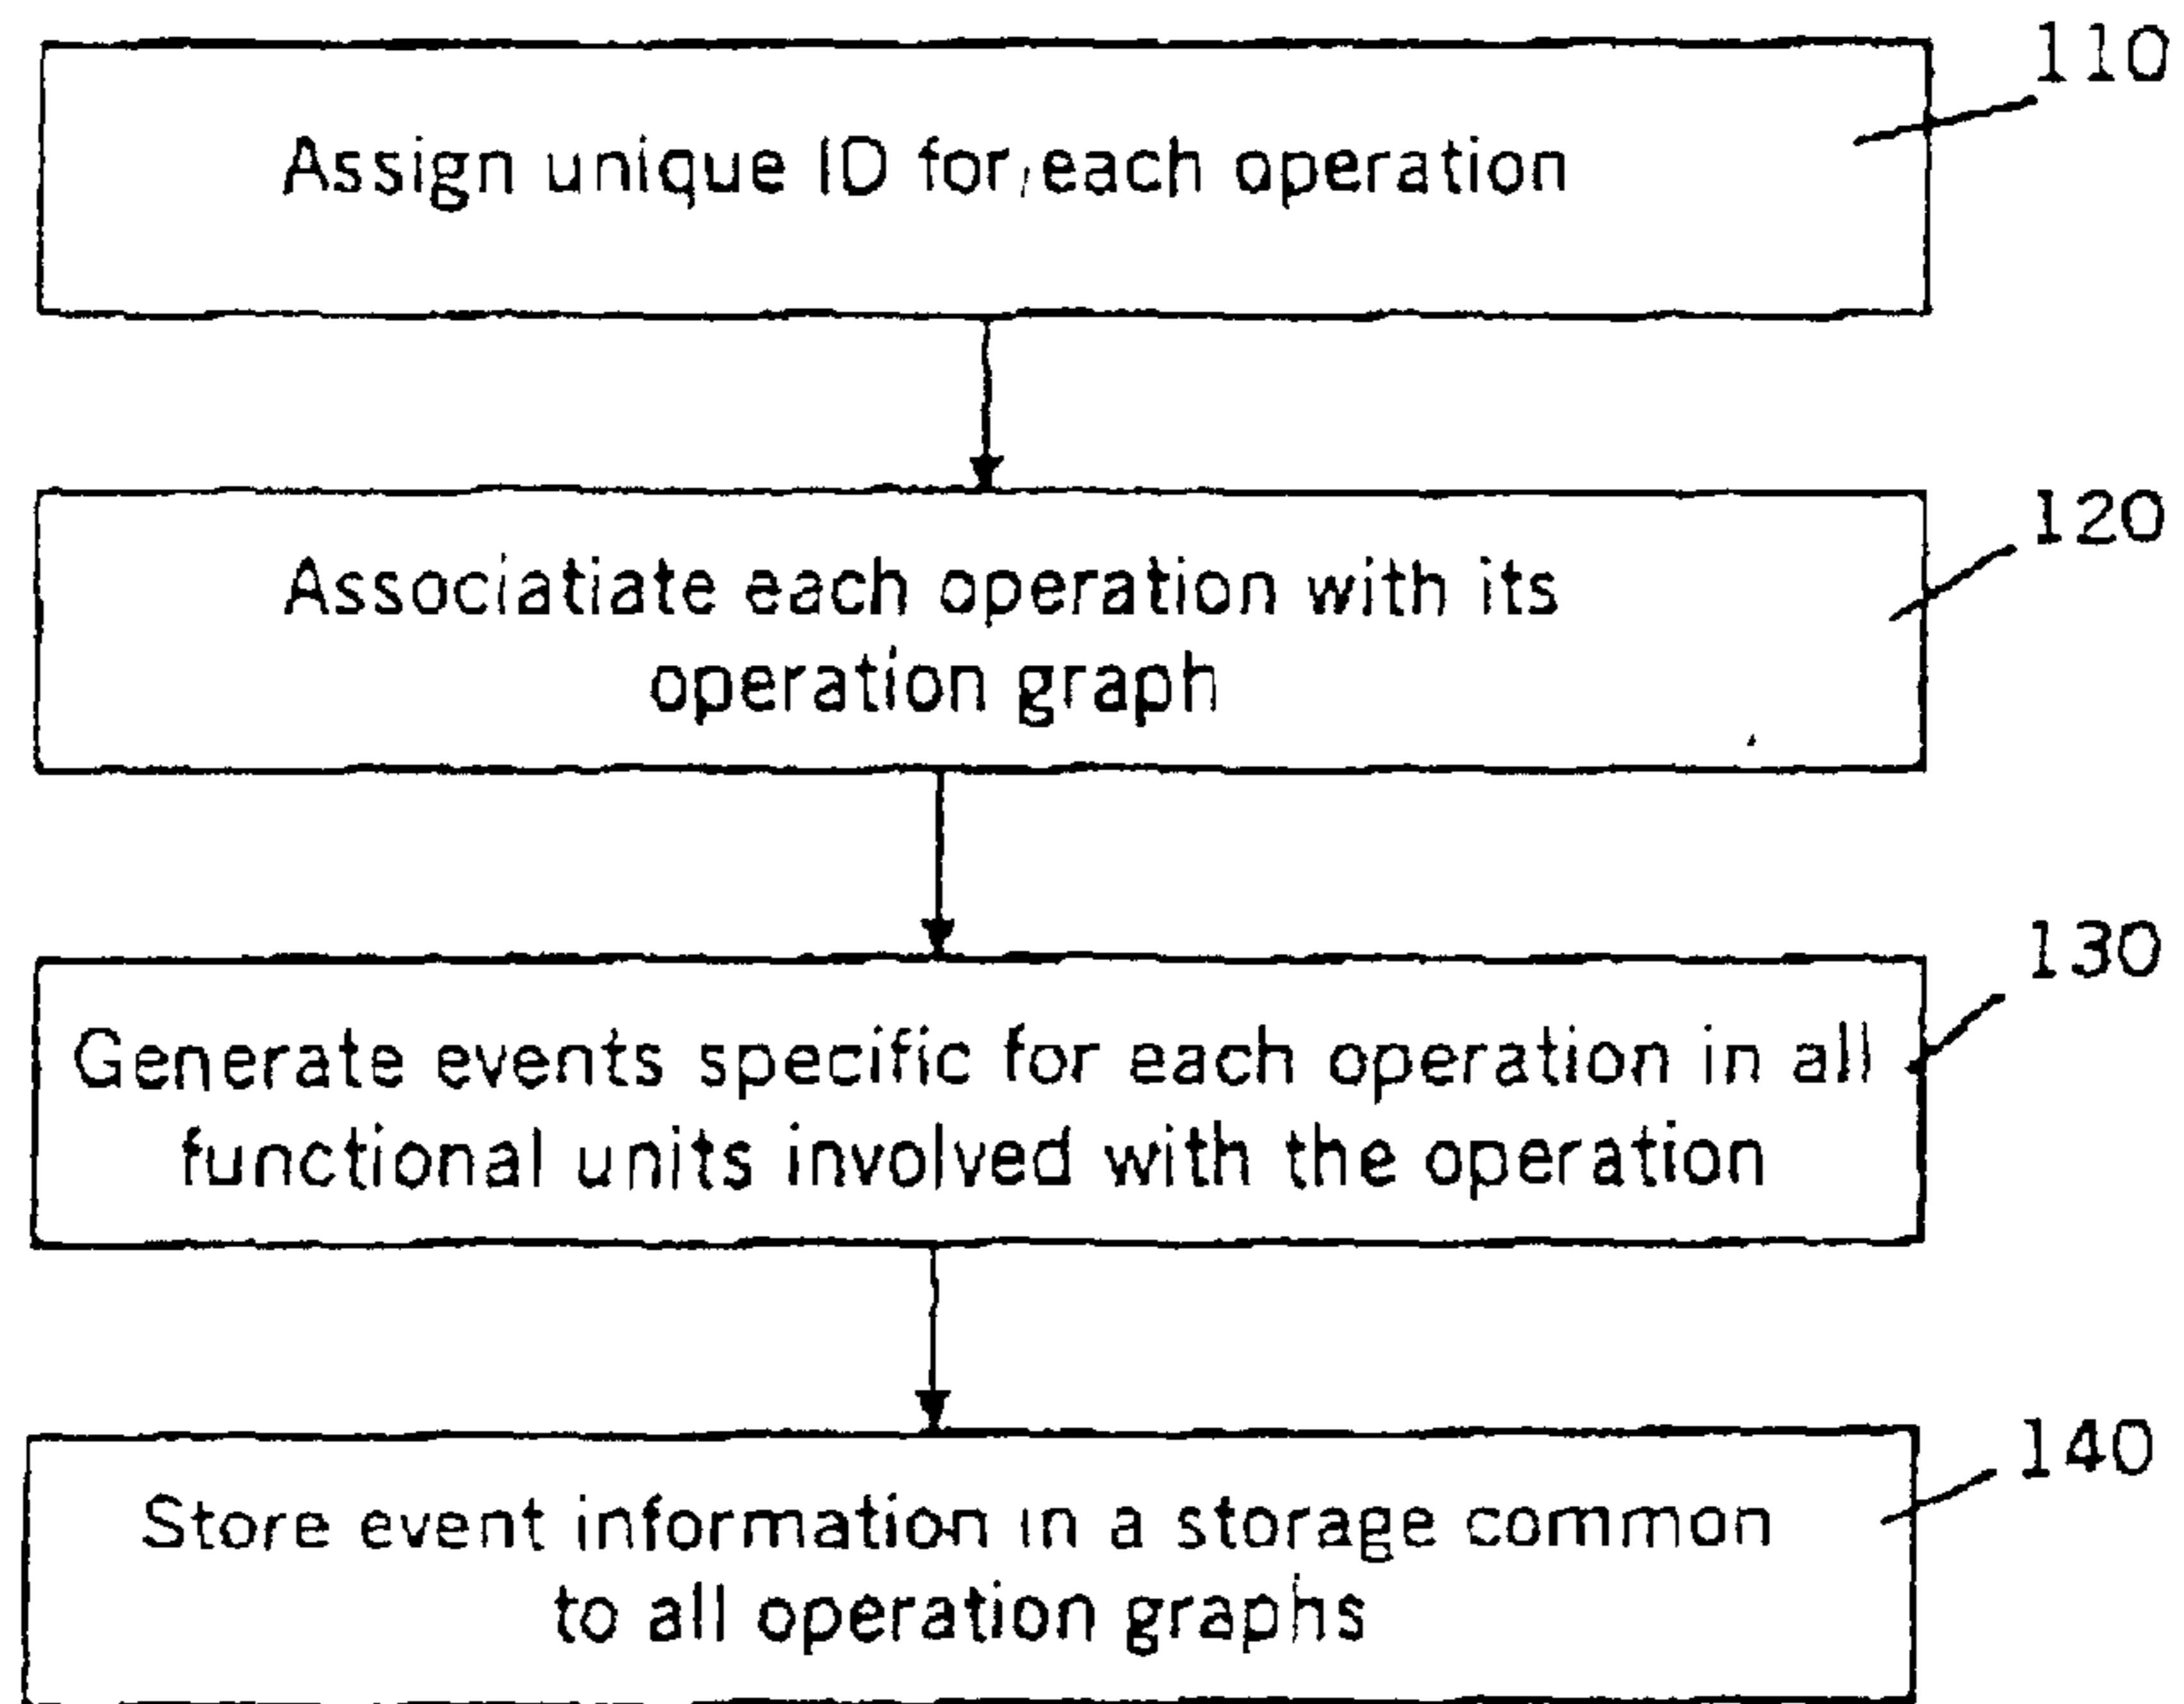 110
Assign unique ID for each operation
120
Associatiate each operation with its
operation graph
130
Generate events specific for each operation in all
functional units involved with the operation
140
Store event information in a storage common
to all operation graphs